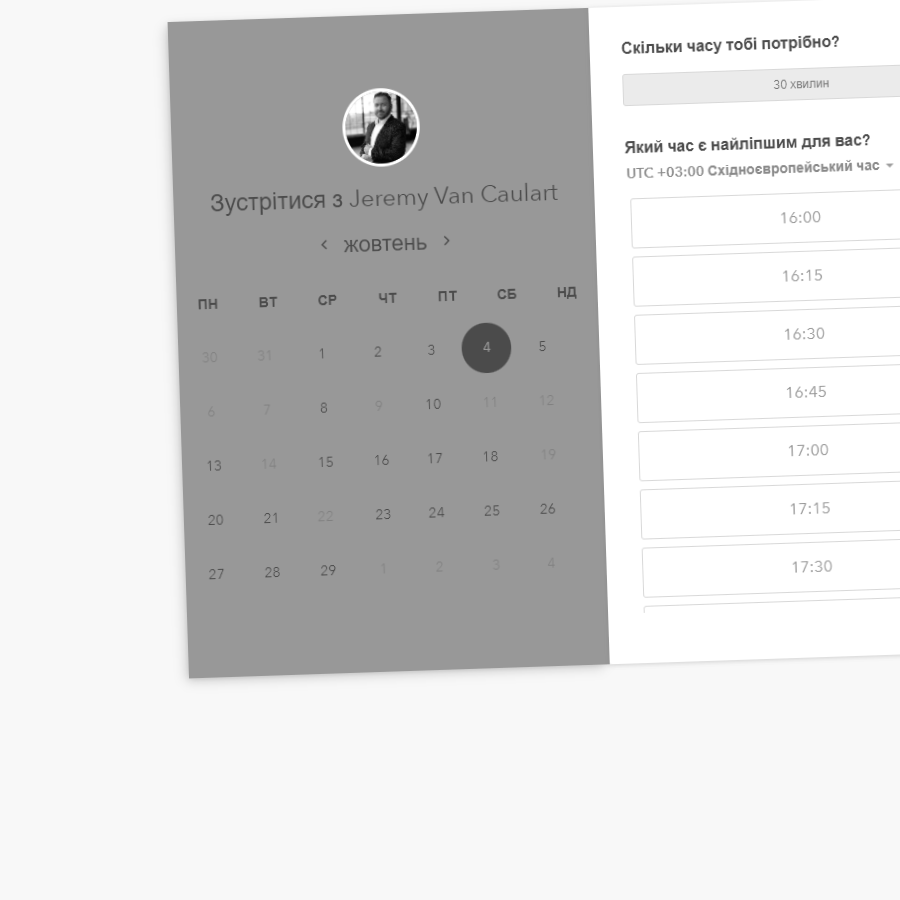 Зустрітися з Jeremy Van Caulart
жовтень
ПН ВТ СР ЧТ ПТ СБ НД
30 31 1 2 3 4 5
6 7 8 9 10 11 12
13 14 15 16 17 18 19
20 21 22 23 24 25 26
27 28 29 1 2 3 4
Скільки часу тобі потрібно?
30 хвилин
Який час є найліпшим для вас?
UTC +03:00 Східноєвропейський час
16:00
16:15
16:30
16:45
17:00
17:15
17:30